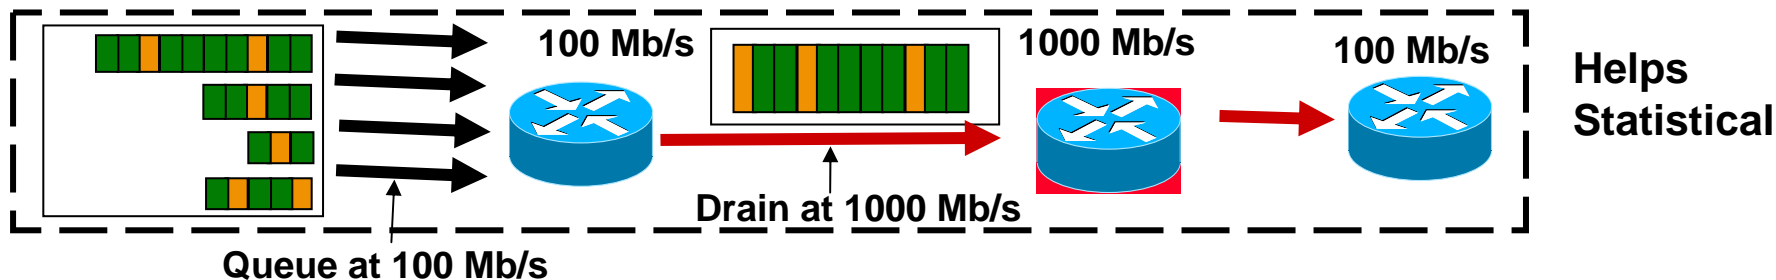 100 Mb/s
1000 Mb/s
100 Mb/s
Helps
Statistical
Drain at 1000 Mb/s
Queue at 100 Mb/s